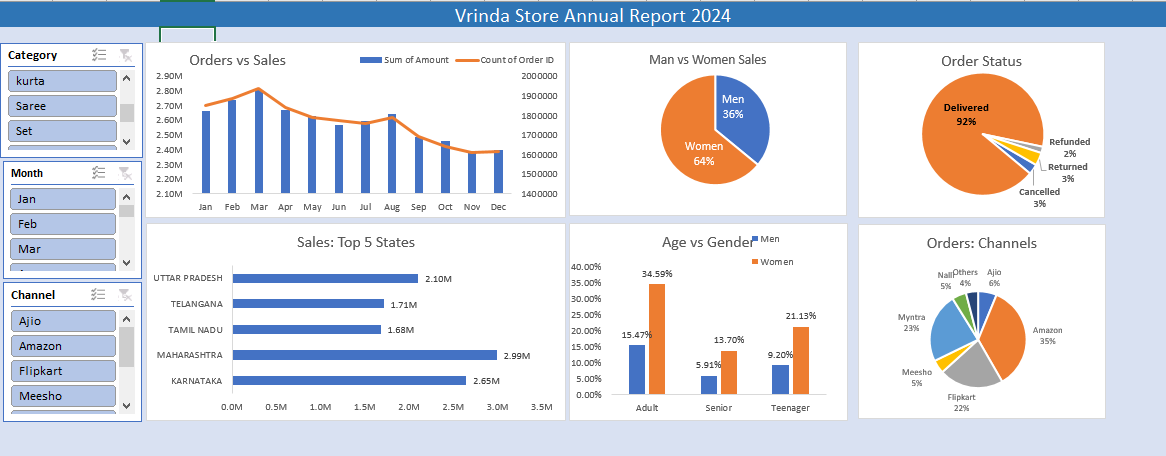 Vrinda Store Annual Report 2024
Category
kurta
Saree
Set
Month
Jan
Feb
Mar
Channel
Ajio
Amazon
Flipkart
Meesho
Orders vs Sales
Sum of Amount
Count of Order ID
2.90M
2.80M
2.70M
2.60M
2.50M
2.40M
2.30M
2.20M
2.10M
2000000
1900000
1800000
1700000
1600000
1500000
1400000
Jan Feb Mar Apr May Jun Jul Aug Sep Oct Nov Dec
Man vs Women Sales
Men
36%
Women
64%
Order Status
Delivered
92%
Refunded
2%
Returned
3%
Cancelled
3%
Sales: Top 5 States
UTTAR PRADESH 2.10M
TELANGANA 1.71M
TAMIL NADU 1.68M
MAHARASHTRA 2.99M
KARNATAKA 2.65M
0.0M 0.5M 1.0M 1.5M 2.0M 2.5M 3.0M 3.5M
Age vs Gender
Men
Women
40.00%
35.00%
30.00%
25.00%
20.00%
15.00%
10.00%
5.00%
0.00%
15.47%
34.59%
5.91%
13.70%
9.20%
21.13%
Adult Senior Teenager
Orders: Channels
Nalli
5%
Others
4%
Ajio
6%
Myntra
23%
Amazon
35%
Meesho
5%
Flipkart
22%